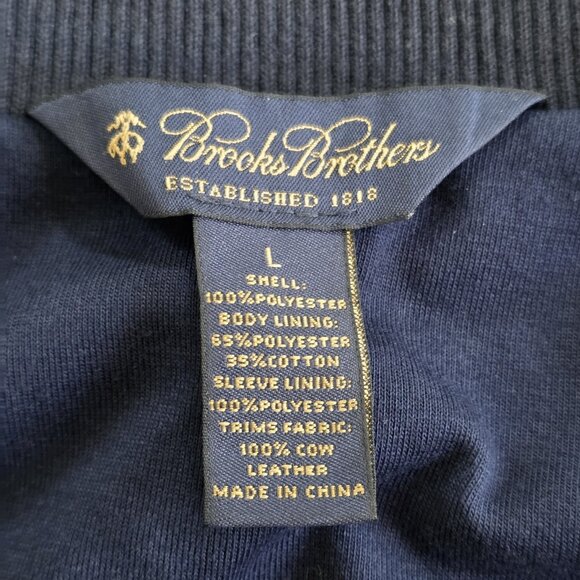 Brooks Brothers
ESTABLISHED 1818
L
SHELL:
100%POLYESTER
BODY LINING:
65%POLYESTER
35%COTTON
SLEEVE LINING:
100%POLYESTER
TRIMS FABRIC:
100% COW
LEATHER
MADE IN CHINA